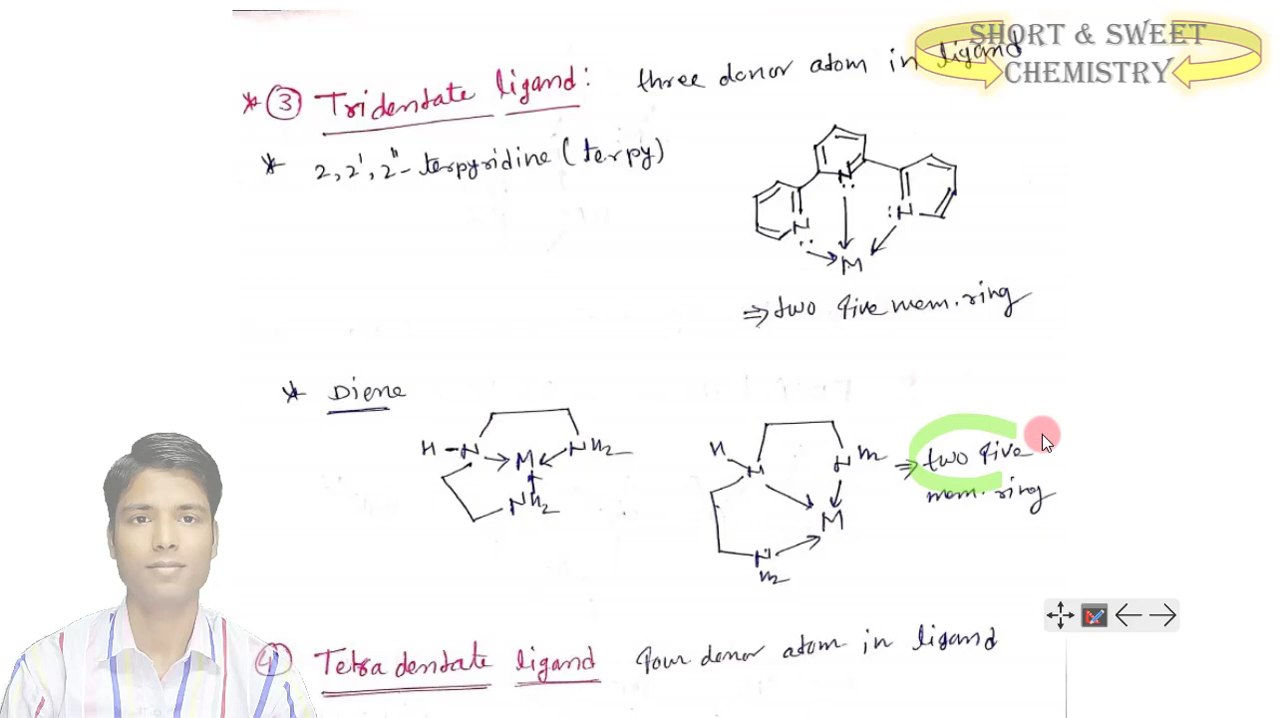 SHORT & SWEET
CHEMISTRY
* ③ Tridentate ligand: three donor atom in ligand
* 2,2',2"- terpyridine (terpy)
N
N
:N
M
⇒ two five mem. ring
* Diene
H-N M NH2
NH2
H
N
N H2
M
N
H2
⇒ two five
mem. ring
④ Tetra dentate ligand four donor atom in ligand